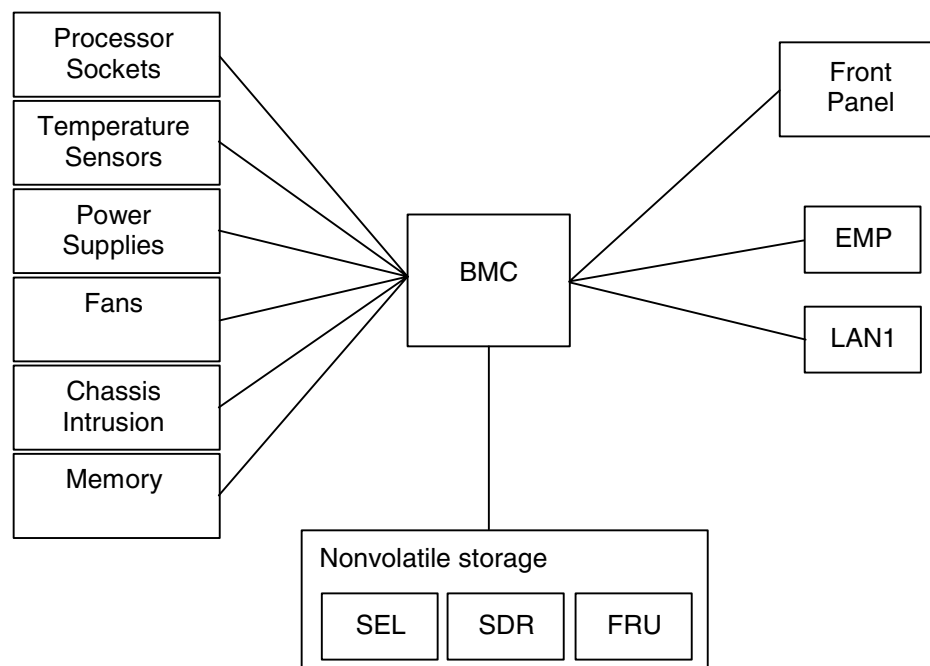 Processor
Sockets
Temperature
Sensors
Power
Supplies
Fans
Chassis
Intrusion
Memory
BMC
Front
Panel
EMP
LAN1
Nonvolatile storage
SEL
SDR
FRU